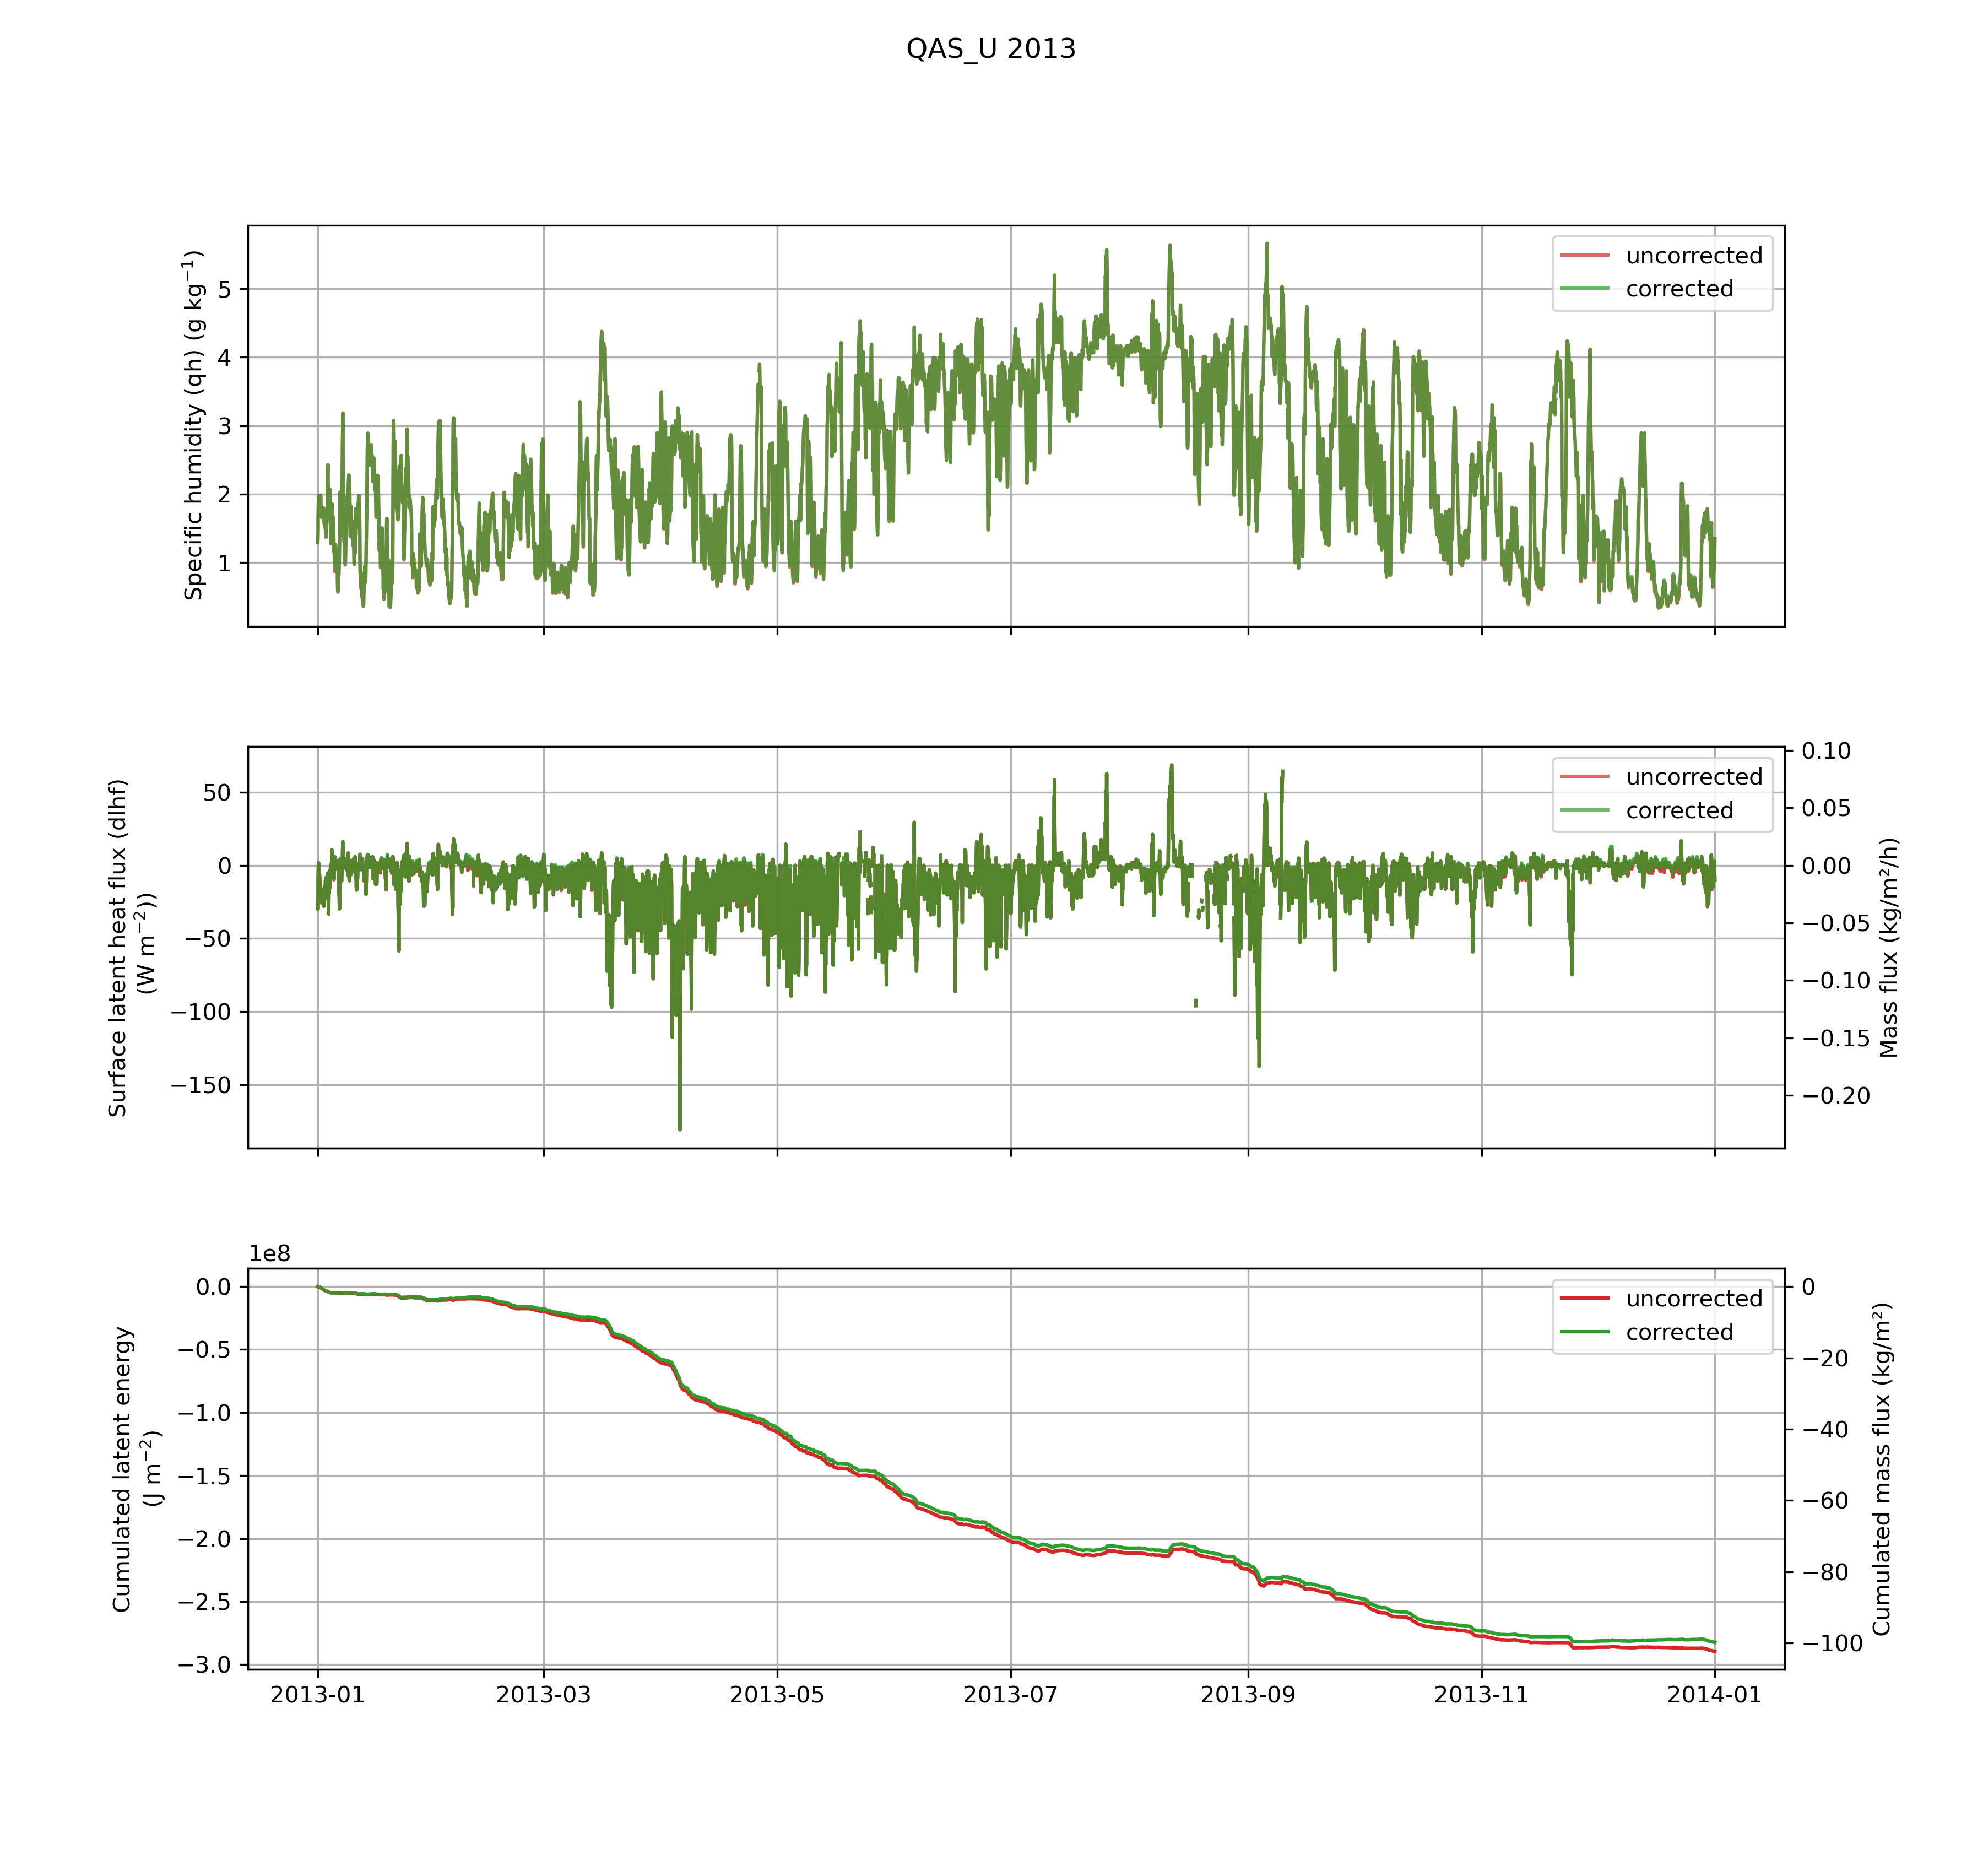 QAS_U 2013
Specific humidity (qh) (g kg⁻¹)
5
4
3
2
1
uncorrected
corrected
Surface latent heat flux (dlhf)
(W m⁻²))
50
0
−50
−100
−150
uncorrected
corrected
0.10
0.05
0.00
−0.05
−0.10
−0.15
−0.20
Mass flux (kg/m²/h)
1e8
Cumulated latent energy
(J m⁻²)
0.0
−0.5
−1.0
−1.5
−2.0
−2.5
−3.0
uncorrected
corrected
0
−20
−40
−60
−80
−100
Cumulated mass flux (kg/m²)
2013-01 2013-03 2013-05 2013-07 2013-09 2013-11 2014-01